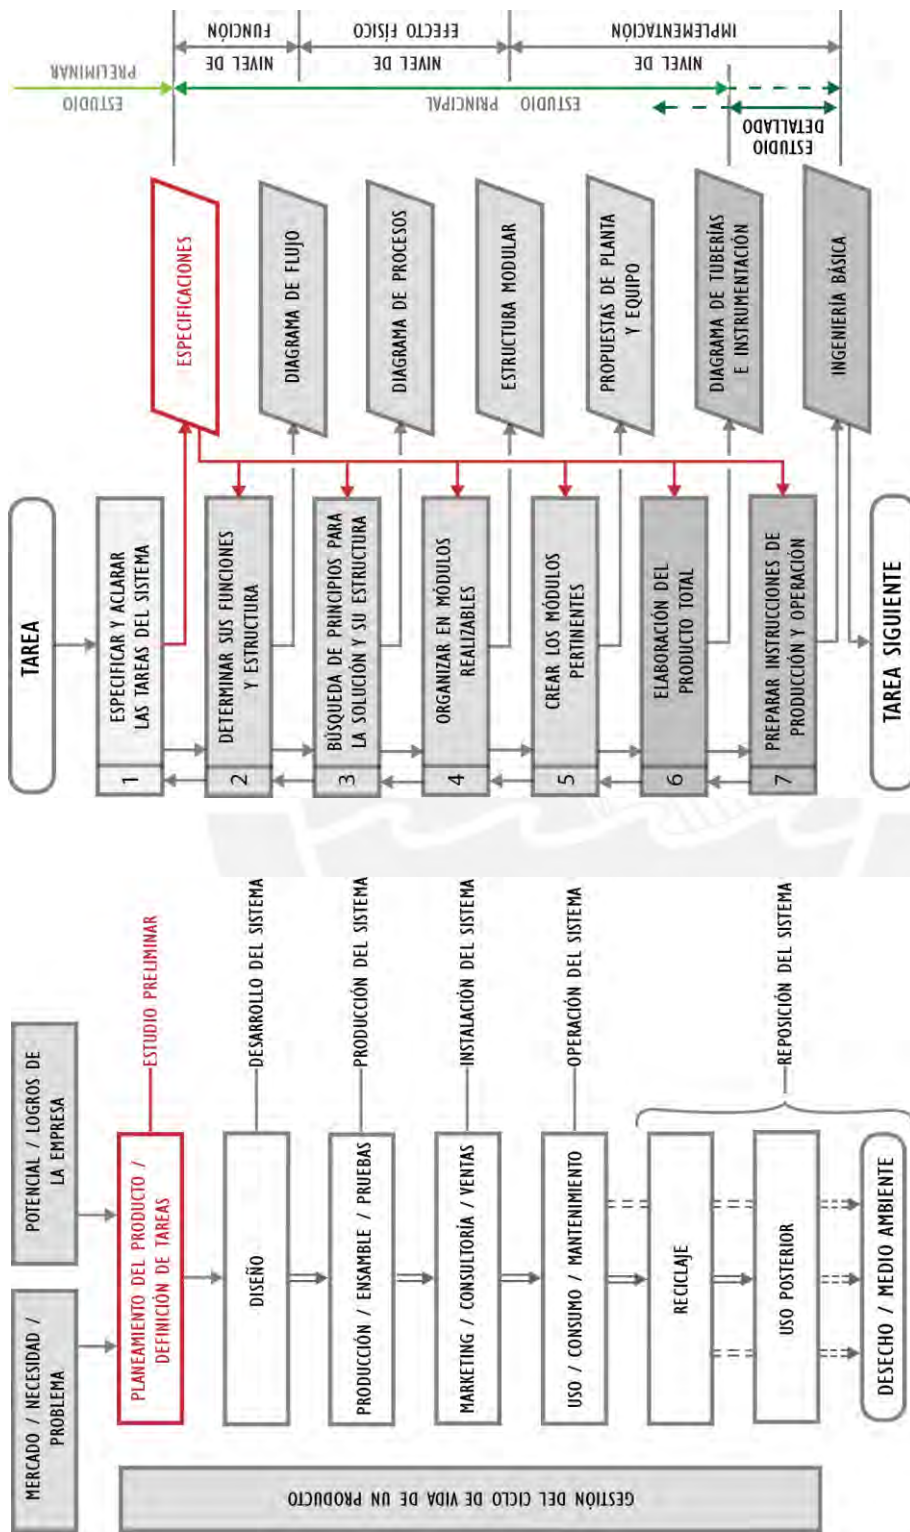 MERCADO / NECESIDAD /
PROBLEMA
POTENCIAL / LOGROS DE
LA EMPRESA
PLANEAMIENTO DEL PRODUCTO /
DEFINICIÓN DE TAREAS
ESTUDIO PRELIMINAR
DISEÑO
DESARROLLO DEL SISTEMA
PRODUCCIÓN / ENSAMBLE / PRUEBAS
PRODUCCIÓN DEL SISTEMA
MARKETING / CONSULTORÍA / VENTAS
INSTALACIÓN DEL SISTEMA
USO / CONSUMO / MANTENIMIENTO
OPERACIÓN DEL SISTEMA
RECICLAJE
USO POSTERIOR
REPOSICIÓN DEL SISTEMA
DESECHO / MEDIO AMBIENTE
GESTIÓN DEL CICLO DE VIDA DE UN PRODUCTO
TAREA
1
ESPECIFICAR Y ACLARAR
LAS TAREAS DEL SISTEMA
ESPECIFICACIONES
2
DETERMINAR SUS FUNCIONES
Y ESTRUCTURA
DIAGRAMA DE FLUJO
3
BÚSQUEDA DE PRINCIPIOS PARA
LA SOLUCIÓN Y SU ESTRUCTURA
DIAGRAMA DE PROCESOS
4
ORGANIZAR EN MÓDULOS
REALIZABLES
ESTRUCTURA MODULAR
5
CREAR LOS MÓDULOS
PERTINENTES
PROPUESTAS DE PLANTA
Y EQUIPO
6
ELABORACIÓN DEL
PRODUCTO TOTAL
DIAGRAMA DE TUBERÍAS
E INSTRUMENTACIÓN
7
PREPARAR INSTRUCCIONES DE
PRODUCCIÓN Y OPERACIÓN
INGENIERÍA BÁSICA
TAREA SIGUIENTE
ESTUDIO
PRELIMINAR
ESTUDIO PRINCIPAL
ESTUDIO
DETALLADO
NIVEL DE
FUNCIÓN
NIVEL DE
EFECTO FÍSICO
NIVEL DE
IMPLEMENTACIÓN